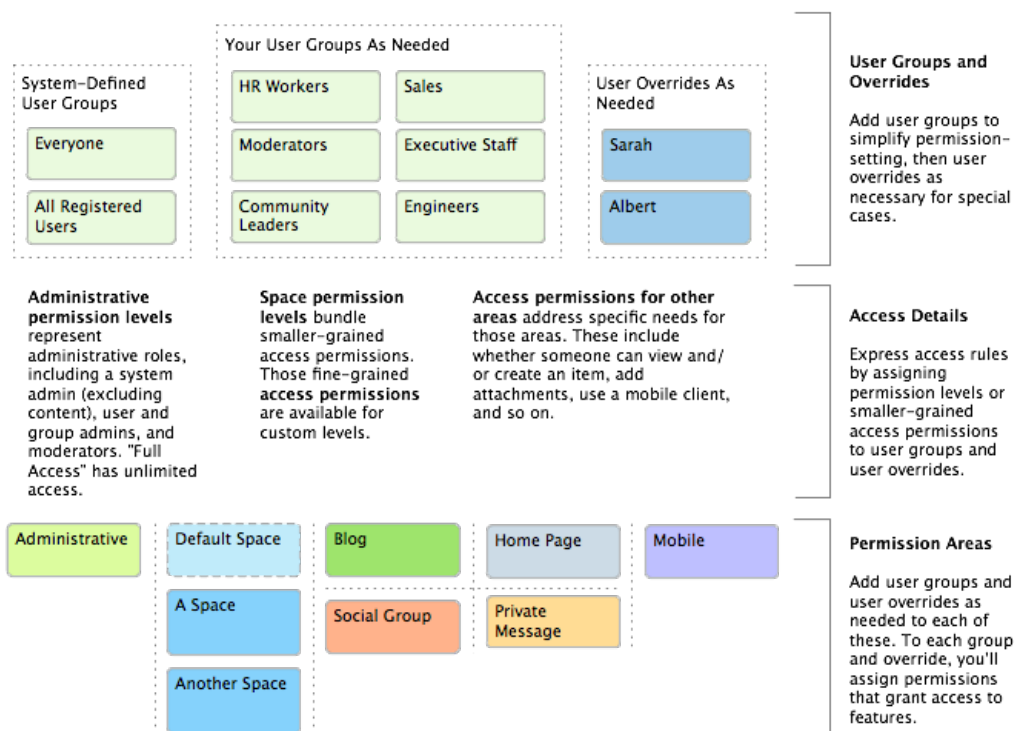 Your User Groups As Needed
System-Defined
User Groups
Everyone
All Registered
Users
HR Workers
Sales
Moderators
Executive Staff
Community
Leaders
Engineers
User Overrides As
Needed
Sarah
Albert
User Groups and
Overrides
Add user groups to
simplify permission-
setting, then user
overrides as
necessary for special
cases.
Administrative
permission levels
represent
administrative roles,
including a system
admin (excluding
content), user and
group admins, and
moderators. "Full
Access" has unlimited
access.
Space permission
levels bundle
smaller-grained
access permissions.
Those fine-grained
access permissions
are available for
custom levels.
Access permissions for other
areas address specific needs for
those areas. These include
whether someone can view and/
or create an item, add
attachments, use a mobile client,
and so on.
Access Details
Express access rules
by assigning
permission levels or
smaller-grained
access permissions
to user groups and
user overrides.
Administrative
Default Space
A Space
Another Space
Blog
Social Group
Home Page
Private
Message
Mobile
Permission Areas
Add user groups and
user overrides as
needed to each of
these. To each group
and override, you'll
assign permissions
that grant access to
features.